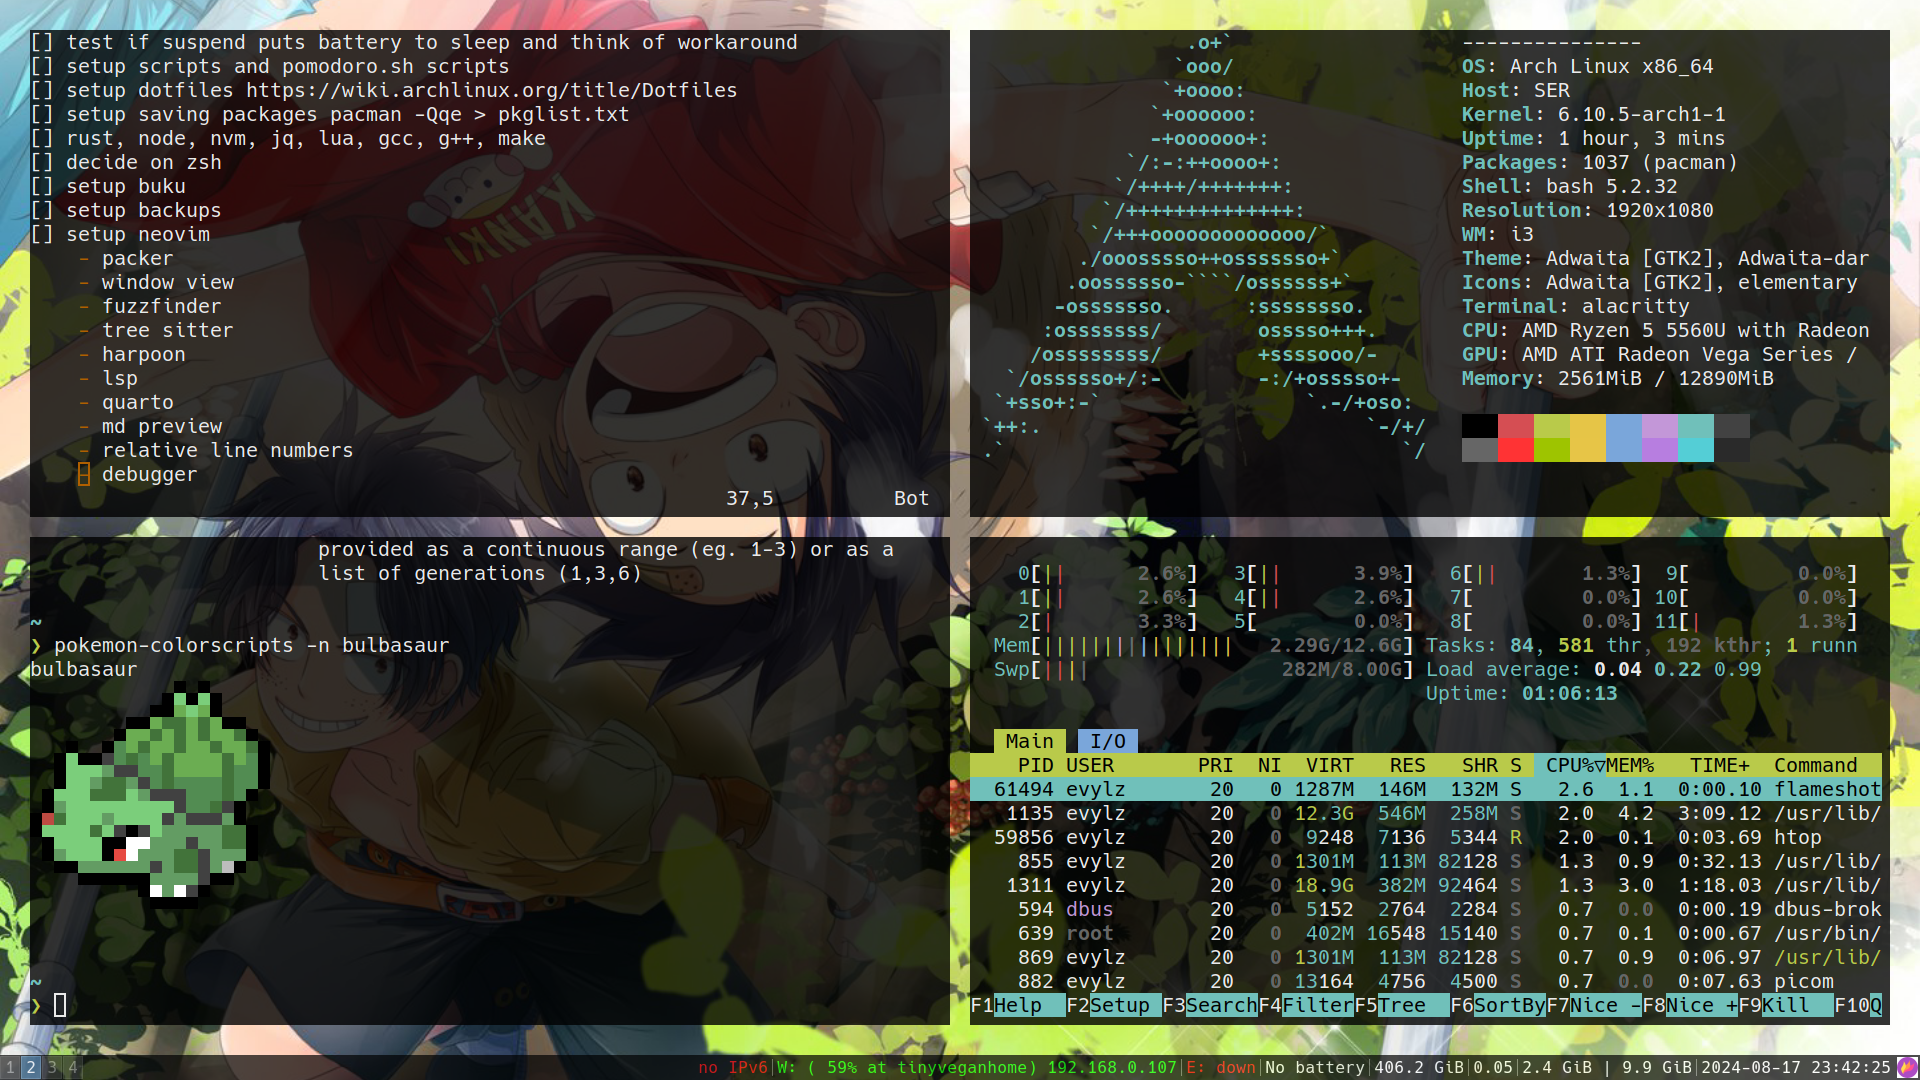 [] test if suspend puts battery to sleep and think of workaround
[] setup scripts and pomodoro.sh scripts
[] setup dotfiles https://wiki.archlinux.org/title/Dotfiles
[] setup saving packages pacman -Qqe > pkglist.txt
[] rust, node, nvm, jq, lua, gcc, g++, make
[] decide on zsh
[] setup buku
[] setup backups
[] setup neovim
- packer
- window view
- fuzzfinder
- tree sitter
- harpoon
- lsp
- quarto
- md preview
- relative line numbers
- debugger
37,5 Bot
.o+`
`ooo/
`+oooo:
`+oooooo:
-+oooooo+:
`/:-:++oooo+:
`/++++/+++++++:
`/++++++++++++++:
`/+++ooooooooooooo/`
./ooosssso++osssssso+`
.oossssso-````/ossssss+`
-osssssso. :ssssssso.
:osssssss/ osssso+++.
/ossssssss/ +ssssooo/-
`/ossssso+/:- -:/+osssso+-
`+sso+:-` `.-/+oso:
`++:. `-/+/
.` `/
---------------
OS: Arch Linux x86_64
Host: SER
Kernel: 6.10.5-arch1-1
Uptime: 1 hour, 3 mins
Packages: 1037 (pacman)
Shell: bash 5.2.32
Resolution: 1920x1080
WM: i3
Theme: Adwaita [GTK2], Adwaita-dar
Icons: Adwaita [GTK2], elementary
Terminal: alacritty
CPU: AMD Ryzen 5 5560U with Radeon
GPU: AMD ATI Radeon Vega Series /
Memory: 2561MiB / 12890MiB
KANKI
provided as a continuous range (eg. 1-3) or as a
list of generations (1,3,6)
~
❯ pokemon-colorscripts -n bulbasaur
bulbasaur
~
❯
0[|| 2.6%] 3[|| 3.9%] 6[|| 1.3%] 9[ 0.0%]
1[|| 2.6%] 4[|| 2.6%] 7[ 0.0%] 10[ 0.0%]
2[| 3.3%] 5[ 0.0%] 8[ 0.0%] 11[| 1.3%]
Mem[|||||||||||||||| 2.29G/12.6G] Tasks: 84, 581 thr, 192 kthr; 1 runn
Swp[|||| 282M/8.00G] Load average: 0.04 0.22 0.99
Uptime: 01:06:13
Main I/O
PID USER PRI NI VIRT RES SHR S CPU%▽MEM% TIME+ Command
61494 evylz 20 0 1287M 146M 132M S 2.6 1.1 0:00.10 flameshot
1135 evylz 20 0 12.3G 546M 258M S 2.0 4.2 3:09.12 /usr/lib/
59856 evylz 20 0 9248 7136 5344 R 2.0 0.1 0:03.69 htop
855 evylz 20 0 1301M 113M 82128 S 1.3 0.9 0:32.13 /usr/lib/
1311 evylz 20 0 18.9G 382M 92464 S 1.3 3.0 1:18.03 /usr/lib/
594 dbus 20 0 5152 2764 2284 S 0.7 0.0 0:00.19 dbus-brok
639 root 20 0 402M 16548 15140 S 0.7 0.1 0:00.67 /usr/bin/
869 evylz 20 0 1301M 113M 82128 S 0.7 0.9 0:06.97 /usr/lib/
882 evylz 20 0 13164 4756 4500 S 0.7 0.0 0:07.63 picom
F1Help F2Setup F3SearchF4FilterF5Tree F6SortByF7Nice -F8Nice +F9Kill F10Q
1 2 3 4 no IPv6|W: ( 59% at tinyveganhome) 192.168.0.107|E: down|No battery|406.2 GiB|0.05|2.4 GiB | 9.9 GiB|2024-08-17 23:42:25